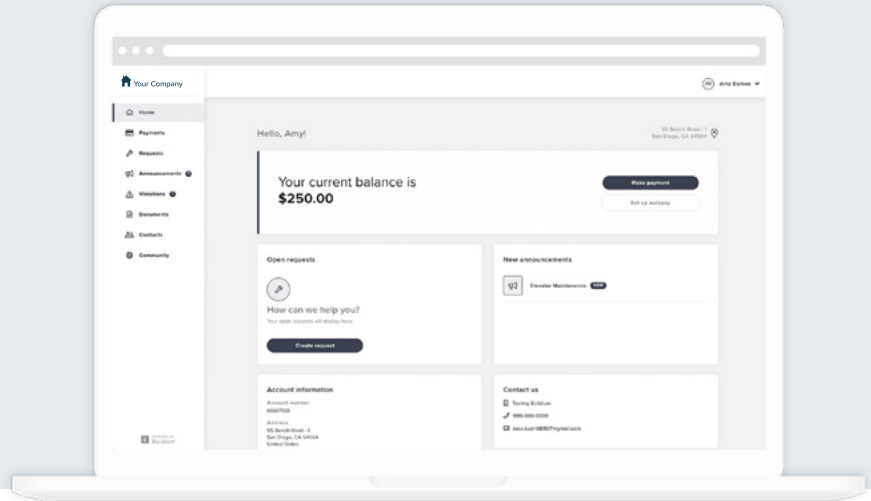 Your Company
Amy Esman
Home
Payments
Requests
Announcements
Violations
Documents
Contacts
Community
Hello, Amy!
55 Beach Road - 1
San Diego, CA 54564
Your current balance is
$250.00
Make payment
Set up autopay
Open requests
How can we help you?
Your open requests will display here.
Create request
New announcements
Elevator Maintenance NEW
Account information
Account number
Address
55 Beach Road - 1
San Diego, CA 54564
United States
Contact us
Testing Buildium
Buildium